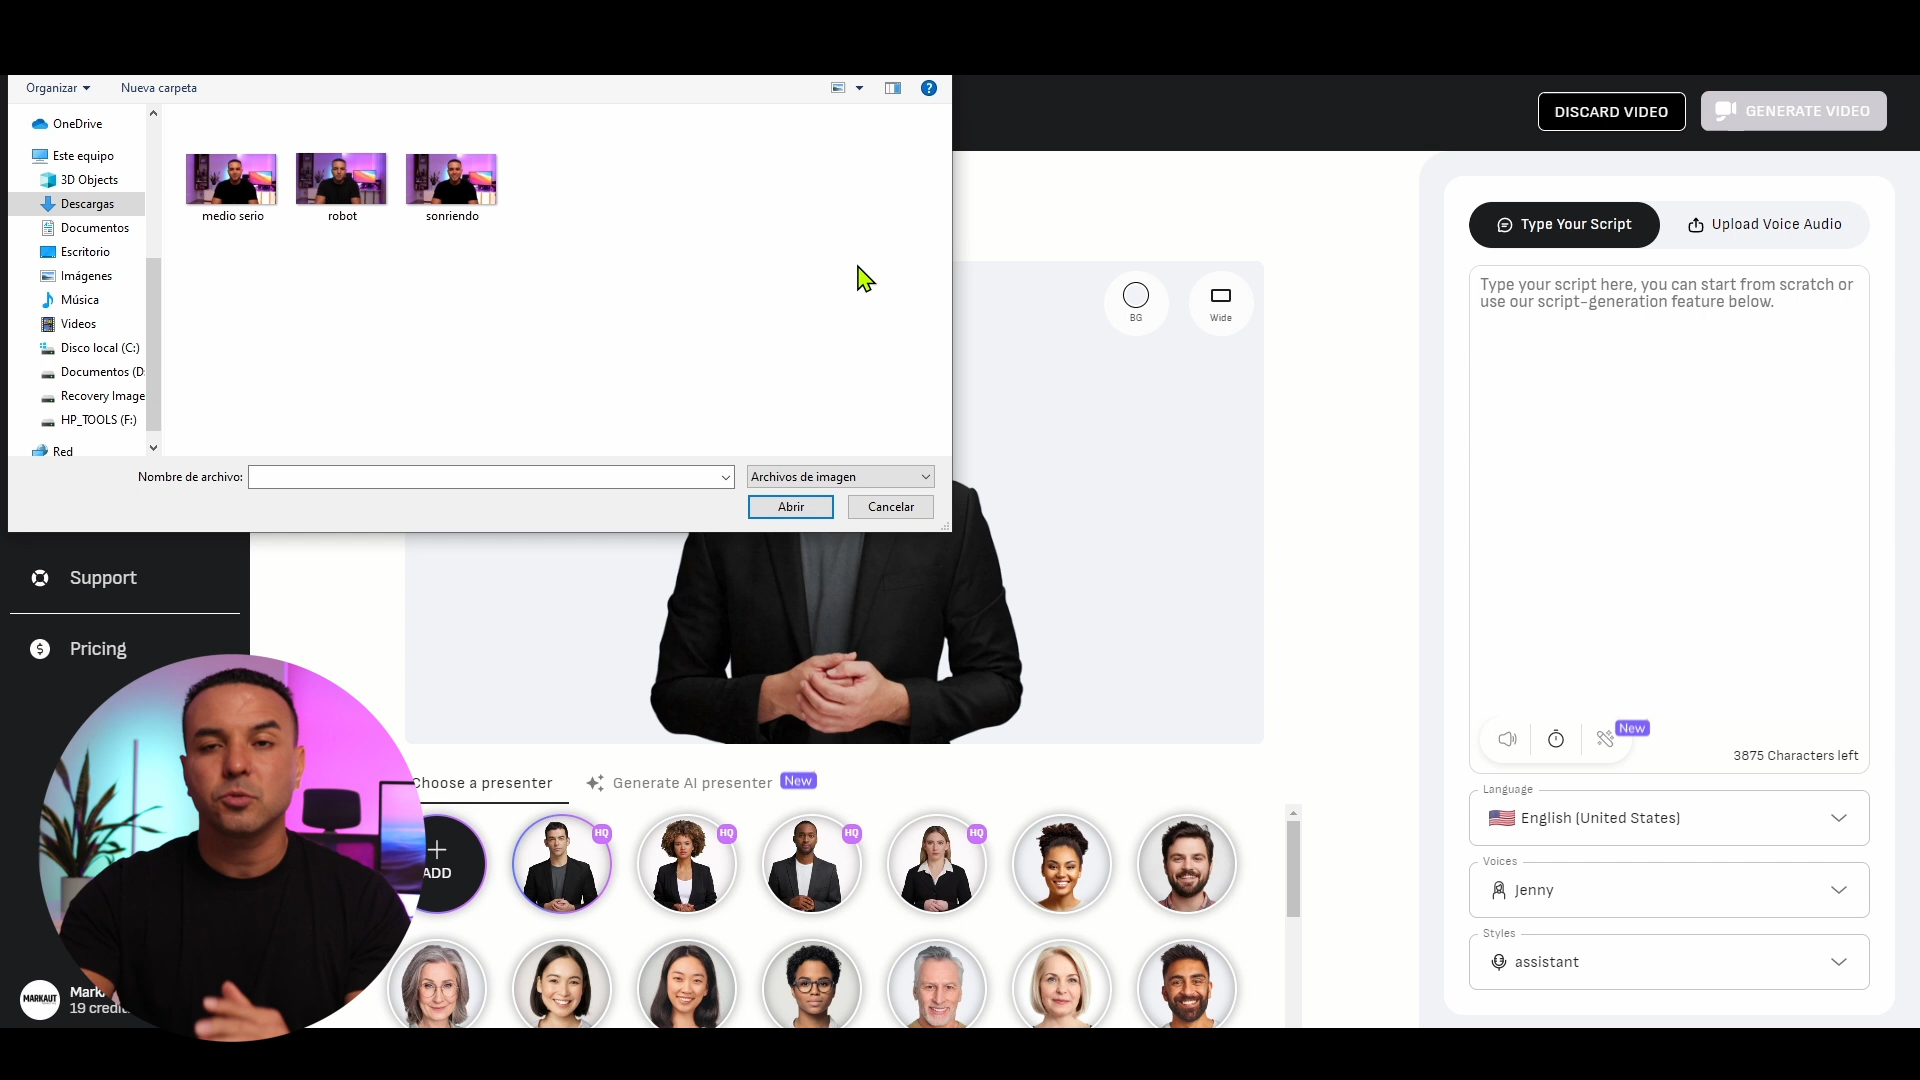 Organizar
Nueva carpeta
DISCARD VIDEO
GENERATE VIDEO
OneDrive
Este equipo
3D Objects
Descargas
Documentos
Escritorio
Imágenes
Música
Videos
Disco local (C:)
Documentos (D:
Recovery Image
HP_TOOLS (F:)
Red
medio serio
robot
sonriendo
Nombre de archivo:
Archivos de imagen
Abrir
Cancelar
BG
Wide
Type Your Script
Upload Voice Audio
Type your script here, you can start from scratch or
use our script-generation feature below.
New
3875 Characters left
Language
English (United States)
Voices
Jenny
Styles
assistant
Support
Pricing
Choose a presenter
Generate AI presenter
New
ADD
HQ
HQ
HQ
HQ
MARKAUT
19 credit